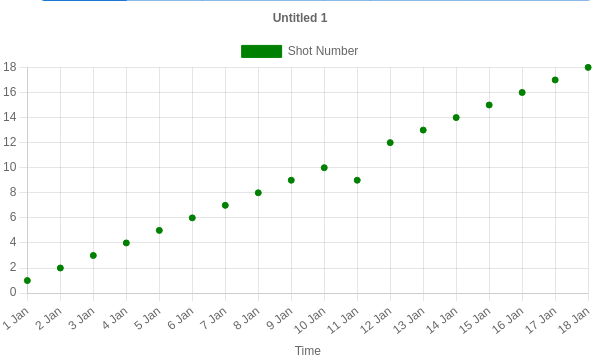 Untitled 1
Shot Number
18
16
14
12
10
8
6
4
2
0
1 Jan
2 Jan
3 Jan
4 Jan
5 Jan
6 Jan
7 Jan
8 Jan
9 Jan
10 Jan
11 Jan
12 Jan
13 Jan
14 Jan
15 Jan
16 Jan
17 Jan
18 Jan
Time